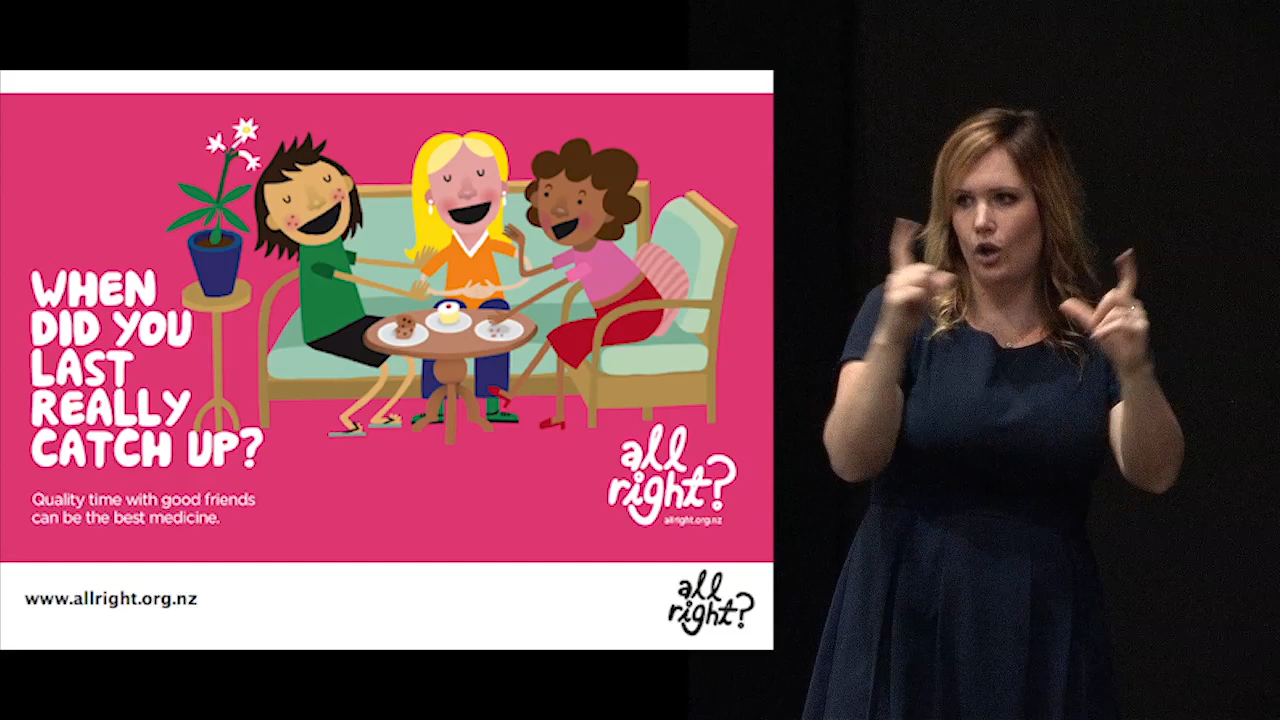 WHEN
DID YOU
LAST
REALLY
CATCH UP?
Quality time with good friends
can be the best medicine.
all
right?
allright.org.nz
www.allright.org.nz
all
right?